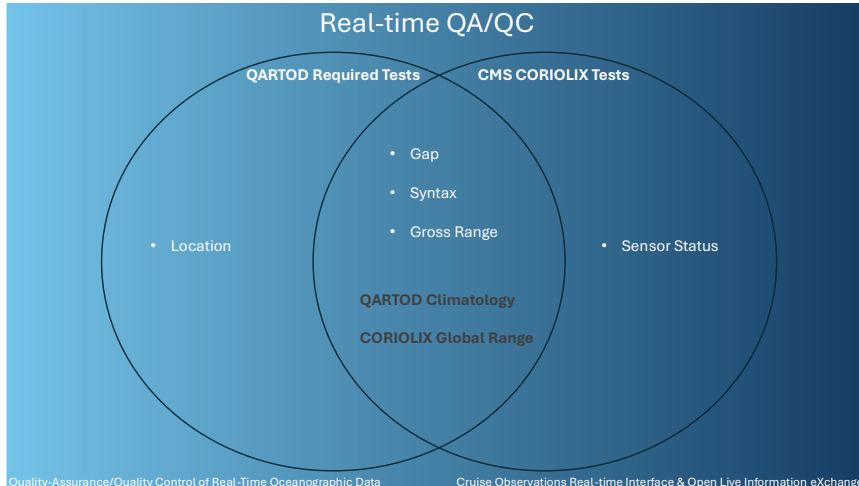 Real-time QA/QC
QARTOD Required Tests
CMS CORIOLIX Tests
• Gap
• Syntax
• Gross Range
• Location
• Sensor Status
QARTOD Climatology
CORIOLIX Global Range
Quality-Assurance/Quality Control of Real-Time Oceanographic Data
Cruise Observations Real-time Interface & Open Live Information eXchange